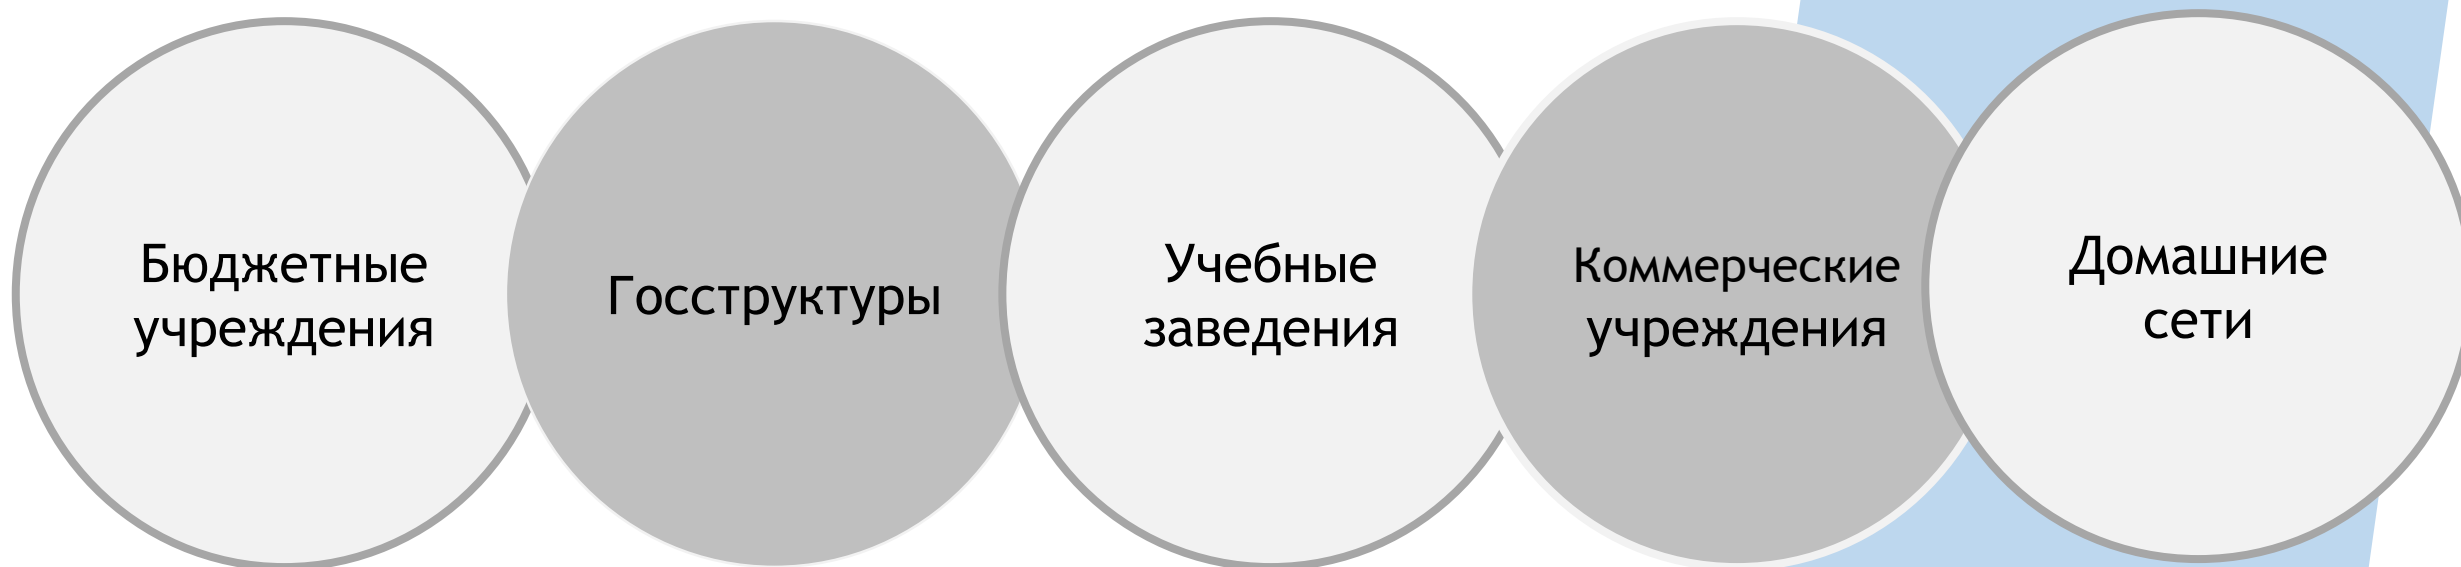 Бюджетные
учреждения
Госструктуры
Учебные
заведения
Коммерческие
учреждения
Домашние
сети